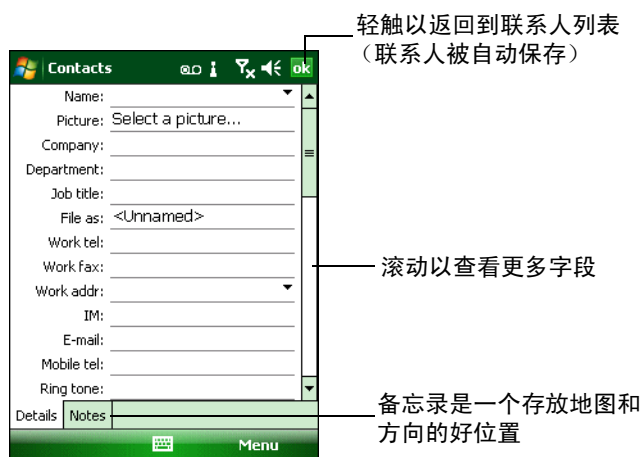 轻触以返回到联系人列表
（联系人被自动保存）
Contacts
ok
Name:
Picture: Select a picture...
Company:
Department:
Job title:
File as: <Unnamed>
Work tel:
Work fax:
Work addr:
滚动以查看更多字段
IM:
E-mail:
Mobile tel:
Ring tone:
Details Notes
备忘录是一个存放地图和
方向的好位置
Menu